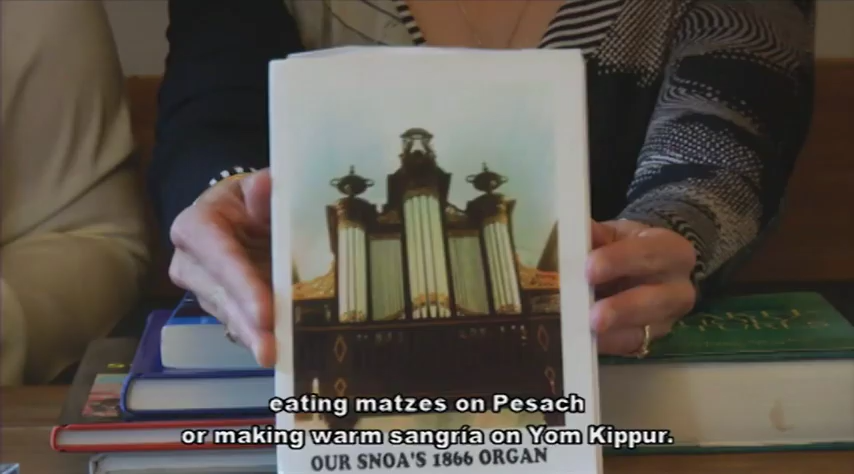 eating matzes on Pesach
or making warm sangría on Yom Kippur.
OUR SNOA'S 1866 ORGAN